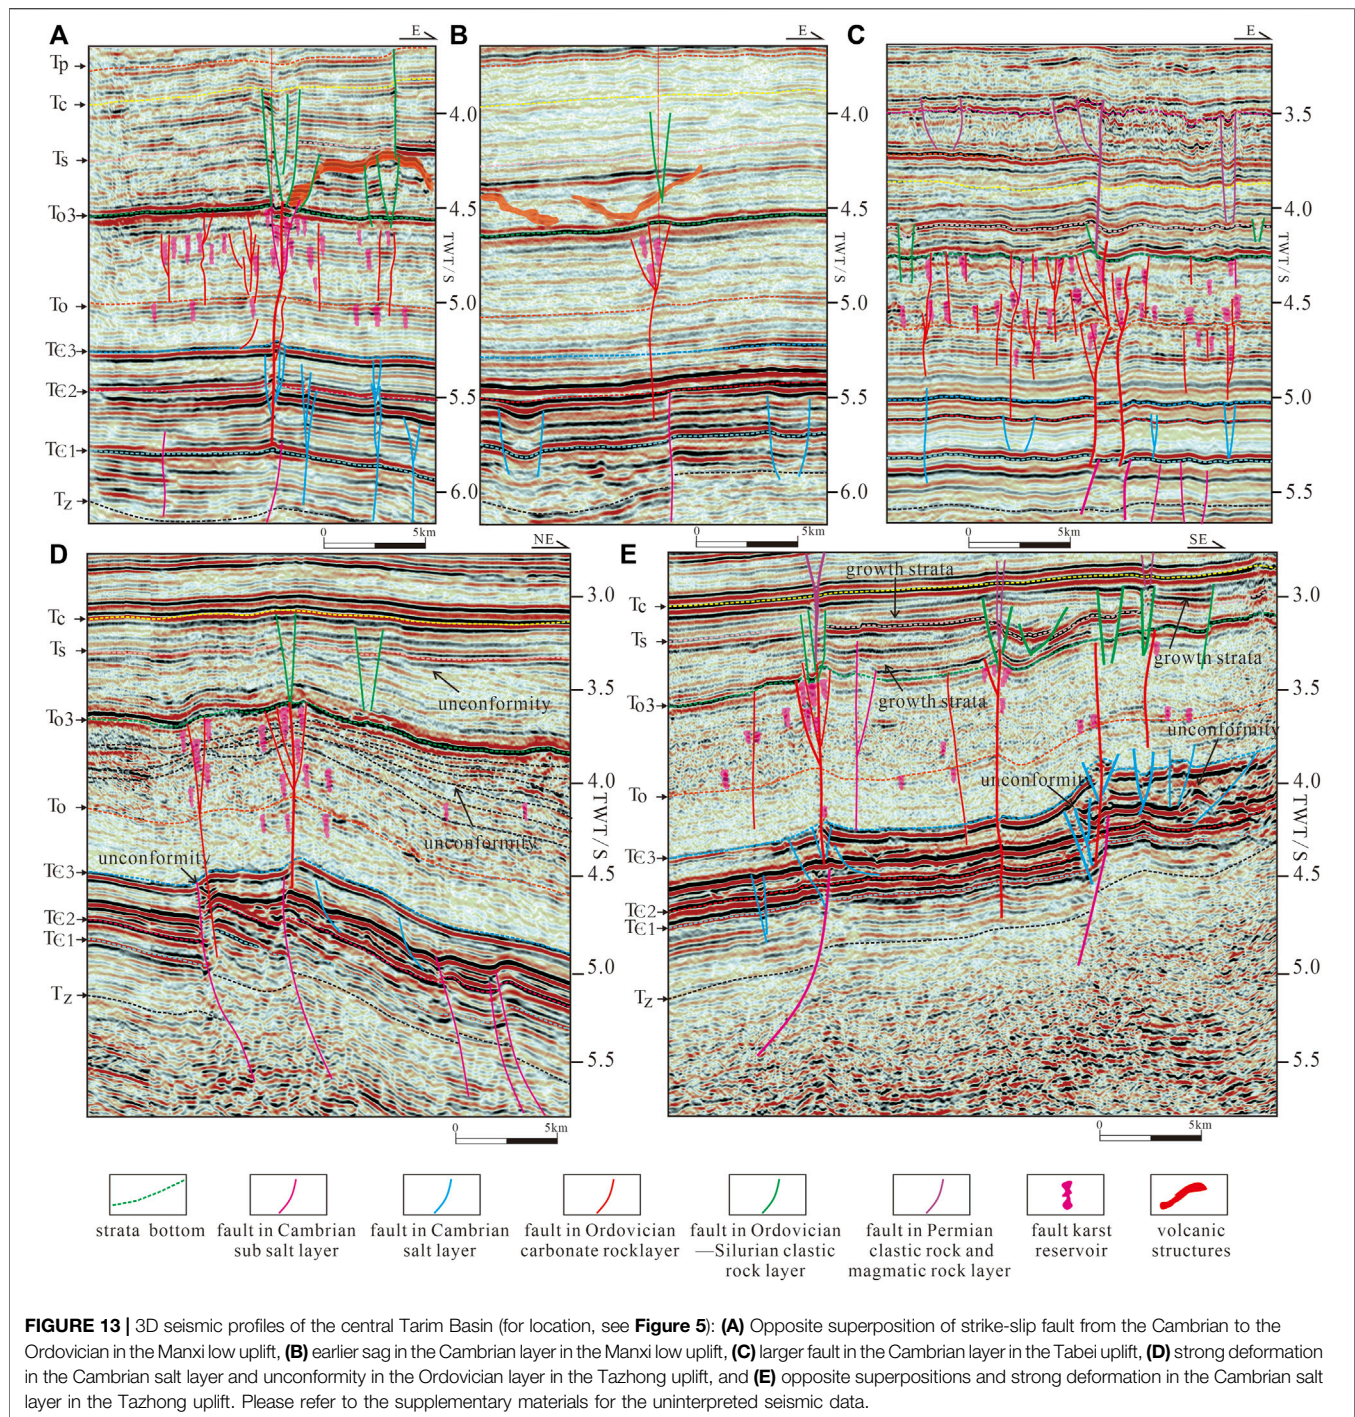 A
E
B
E
C
E
Tp
Tc
Ts
To3
To
TЄ3
TЄ2
TЄ1
Tz
4.0
4.5
TWT/S
5.0
5.5
6.0
4.0
4.5
TWT/S
5.0
5.5
6.0
3.5
4.0
TWT/S
4.5
5.0
5.5
0 5km
0 5km
0 5km
D
NE
E
SE
Tc
Ts
To3
To
TЄ3
TЄ2
TЄ1
Tz
unconformity
unconformity
unconformity
3.0
3.5
4.0
TWT/S
4.5
5.0
5.5
Tc
Ts
To3
To
TЄ3
TЄ2
TЄ1
Tz
growth strata
growth strata
growth strata
unconformity
unconformity
3.0
3.5
4.0
TWT/S
4.5
5.0
5.5
0 5km
0 5km
strata bottom
fault in Cambrian
sub salt layer
fault in Cambrian
salt layer
fault in Ordovician
carbonate rocklayer
fault in Ordovician
—Silurian clastic
rock layer
fault in Permian
clastic rock and
magmatic rock layer
fault karst
reservoir
volcanic
structures
FIGURE 13 | 3D seismic profiles of the central Tarim Basin (for location, see Figure 5): (A) Opposite superposition of strike-slip fault from the Cambrian to the
Ordovician in the Manxi low uplift, (B) earlier sag in the Cambrian layer in the Manxi low uplift, (C) larger fault in the Cambrian layer in the Tabei uplift, (D) strong deformation
in the Cambrian salt layer and unconformity in the Ordovician layer in the Tazhong uplift, and (E) opposite superpositions and strong deformation in the Cambrian salt
layer in the Tazhong uplift. Please refer to the supplementary materials for the uninterpreted seismic data.